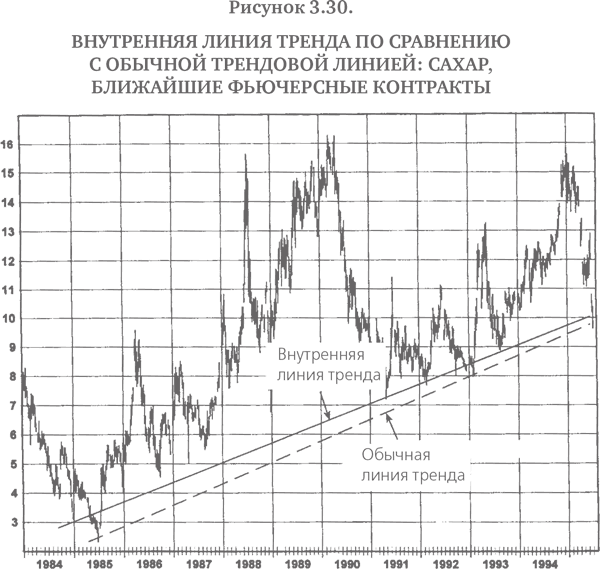 Рисунок 3.30.
ВНУТРЕННЯЯ ЛИНИЯ ТРЕНДА ПО СРАВНЕНИЮ
С ОБЫЧНОЙ ТРЕНДОВОЙ ЛИНИЕЙ: САХАР,
БЛИЖАЙШИЕ ФЬЮЧЕРСНЫЕ КОНТРАКТЫ
16
15
14
13
12
11
10
9
8
7
6
5
4
3
Внутренняя
линия тренда
Обычная
линия тренда
1984 1985 1986 1987 1988 1989 1990 1991 1992 1993 1994